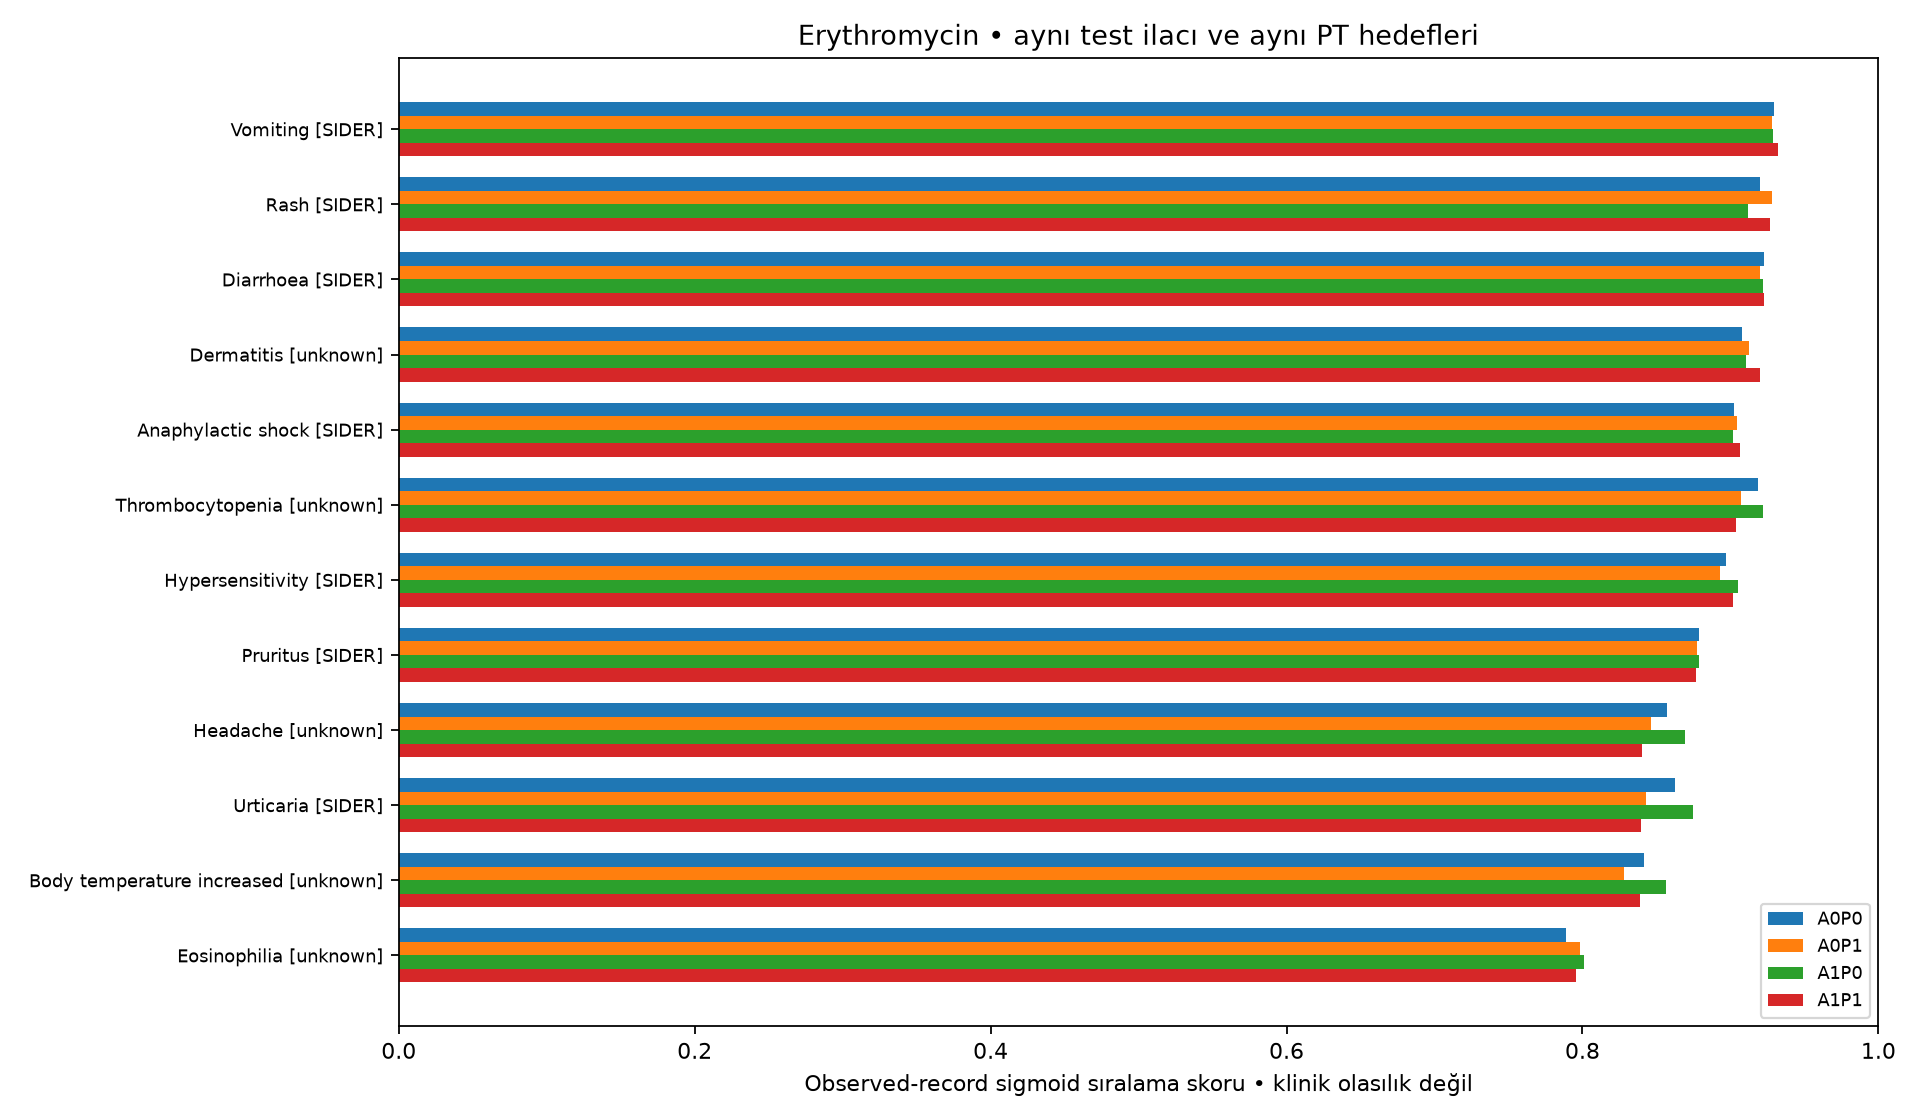 Erythromycin • aynı test ilacı ve aynı PT hedefleri
Vomiting [SIDER]
Rash [SIDER]
Diarrhoea [SIDER]
Dermatitis [unknown]
Anaphylactic shock [SIDER]
Thrombocytopenia [unknown]
Hypersensitivity [SIDER]
Pruritus [SIDER]
Headache [unknown]
Urticaria [SIDER]
Body temperature increased [unknown]
Eosinophilia [unknown]
A0P0
A0P1
A1P0
A1P1
0.0 0.2 0.4 0.6 0.8 1.0
Observed-record sigmoid sıralama skoru • klinik olasılık değil